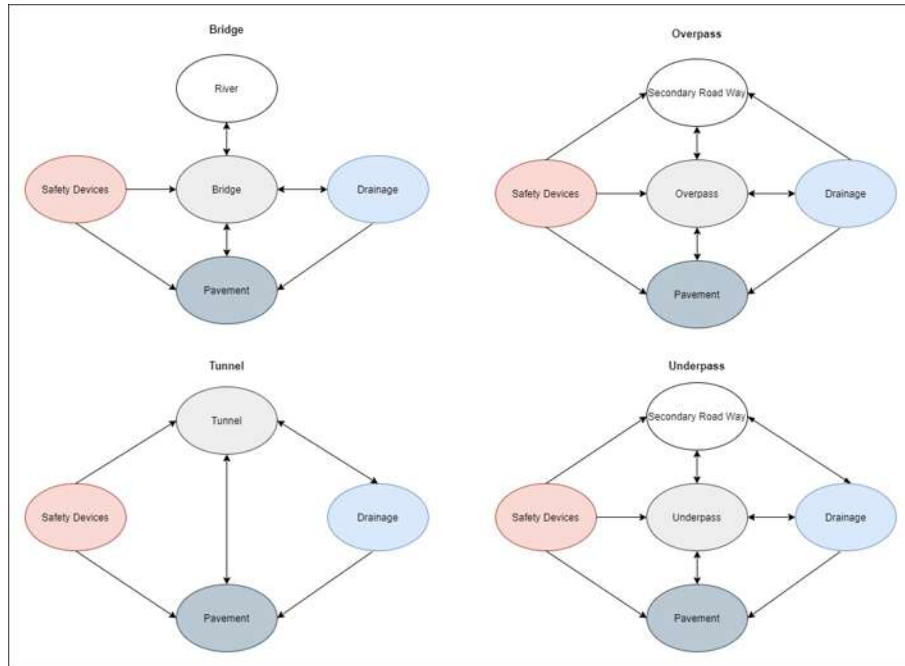 Bridge
River
Safety Devices
Bridge
Drainage
Pavement
Overpass
Secondary Road Way
Safety Devices
Overpass
Drainage
Pavement
Tunnel
Tunnel
Safety Devices
Drainage
Pavement
Underpass
Secondary Road Way
Safety Devices
Underpass
Drainage
Pavement